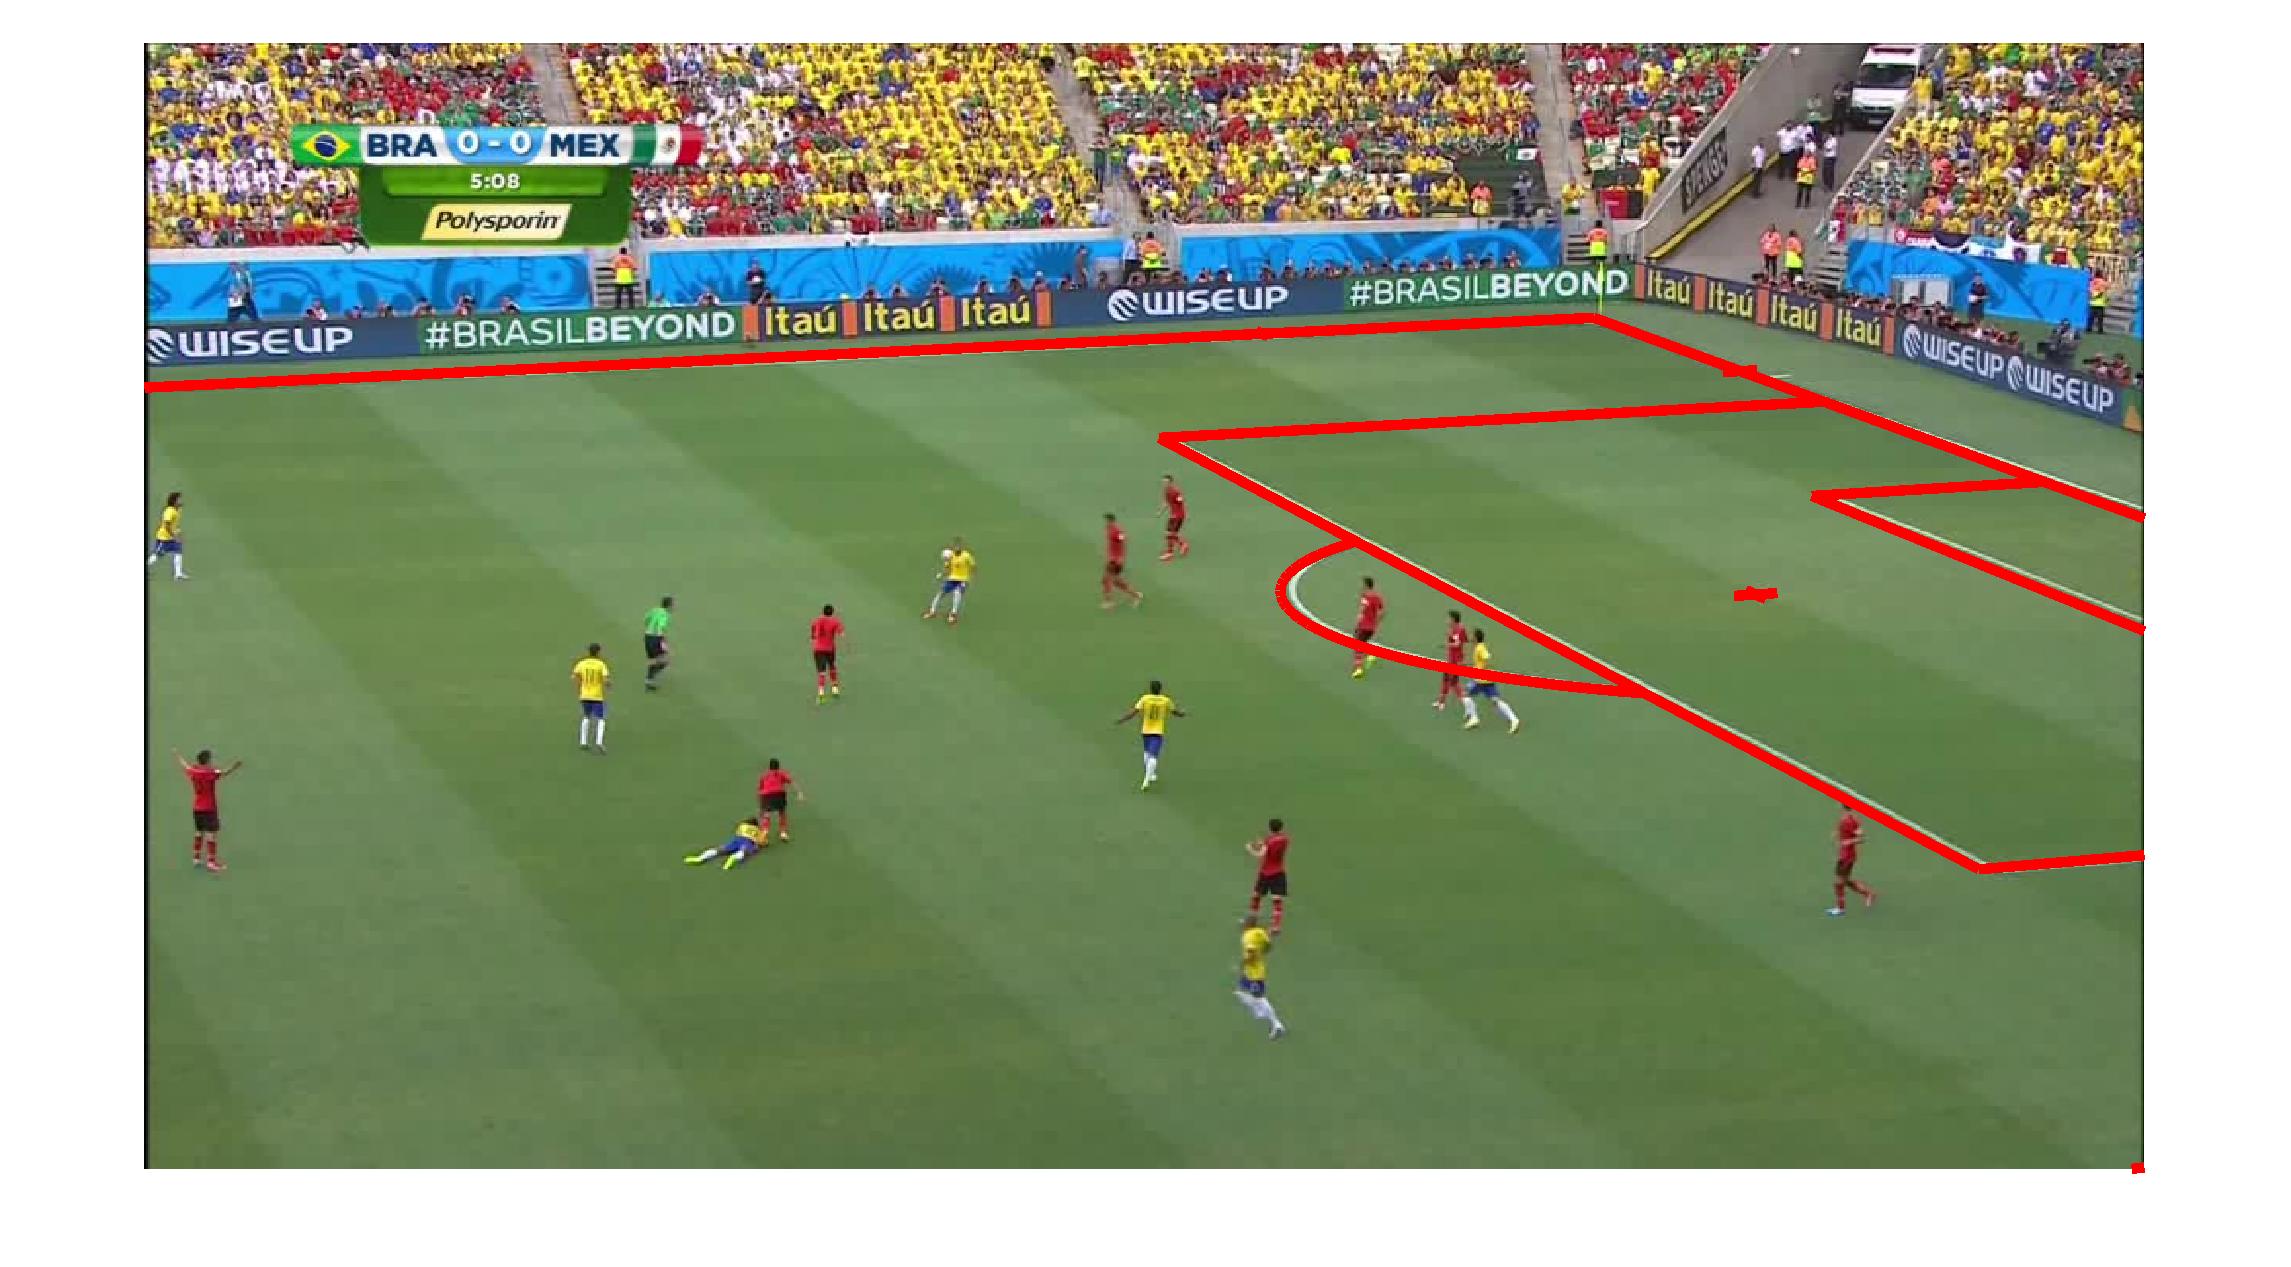 BRA 0-0 MEX
5:08
Polysporin
WISEUP #BRASILBEYOND Itaú Itaú Itaú WISEUP #BRASILBEYOND Itaú Itaú Itaú Itaú WISEUP WISEUP